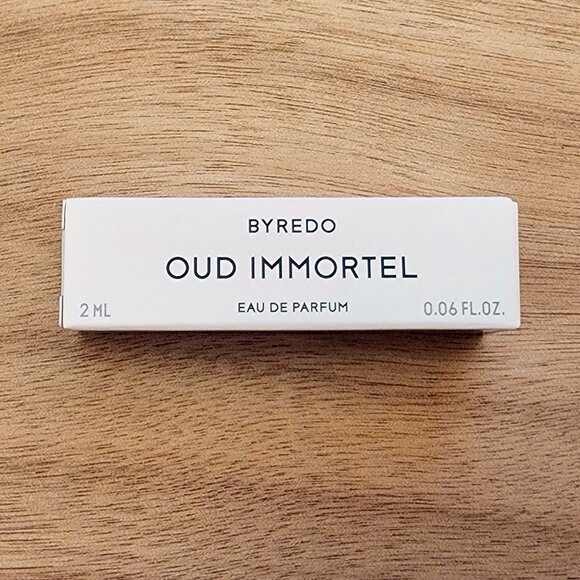 BYREDO
OUD IMMORTEL
2 ML EAU DE PARFUM 0.06 FL.OZ.